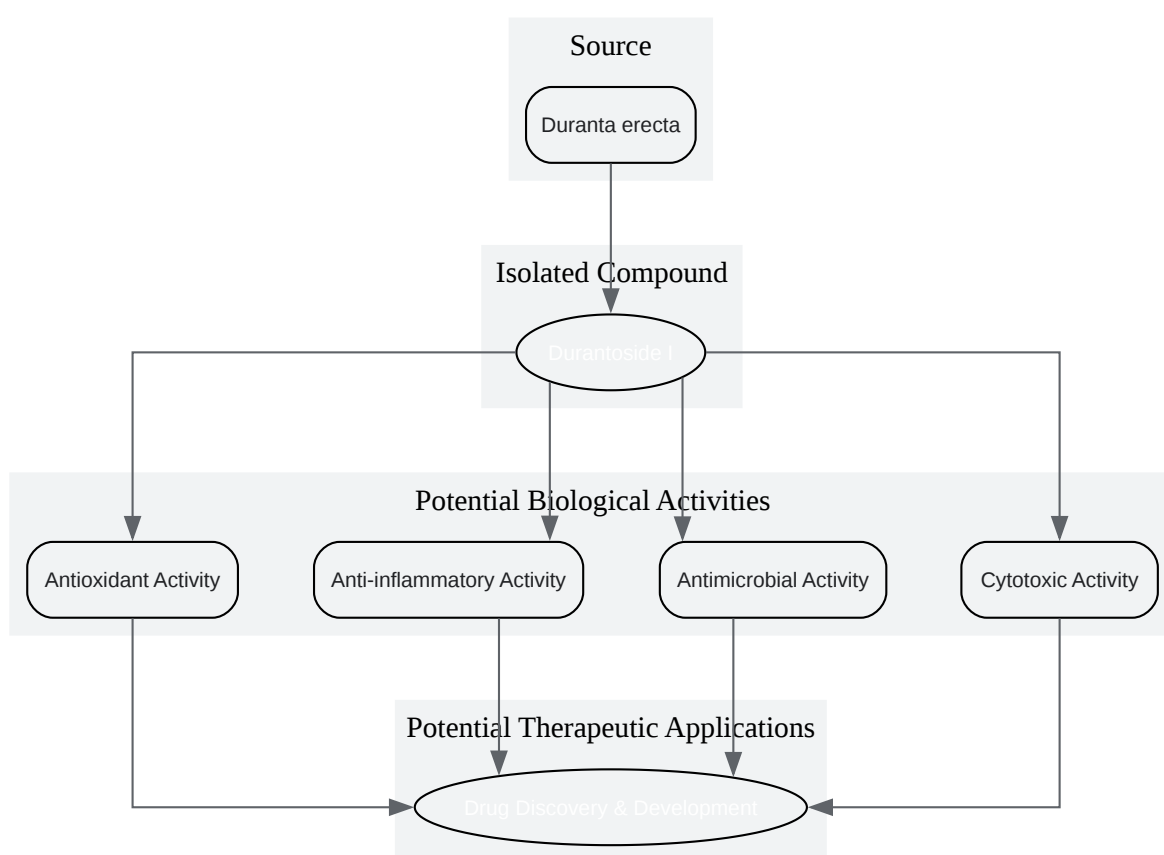 Source
Duranta erecta
Isolated Compound
Durantoside I
Potential Biological Activities
Antioxidant Activity
Anti-inflammatory Activity
Antimicrobial Activity
Cytotoxic Activity
Potential Therapeutic Applications
Drug Discovery & Development